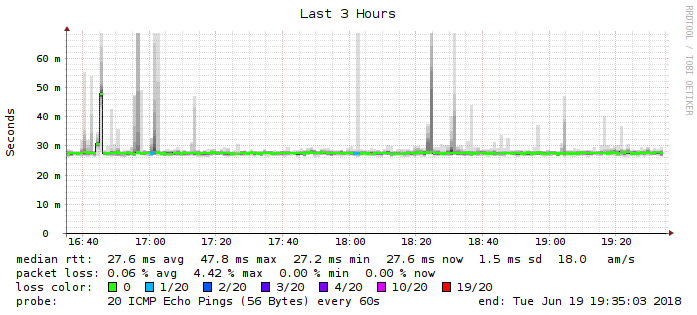 Last 3 Hours
RRDTOOL / TOBI OETIKER
Seconds
60 m
50 m
40 m
30 m
20 m
10 m
0
16:40 17:00 17:20 17:40 18:00 18:20 18:40 19:00 19:20
median rtt: 27.6 ms avg 47.8 ms max 27.2 ms min 27.6 ms now 1.5 ms sd 18.0 am/s
packet loss: 0.06 % avg 4.42 % max 0.00 % min 0.00 % now
loss color: 0 1/20 2/20 3/20 4/20 10/20 19/20
probe: 20 ICMP Echo Pings (56 Bytes) every 60s end: Tue Jun 19 19:35:03 2018